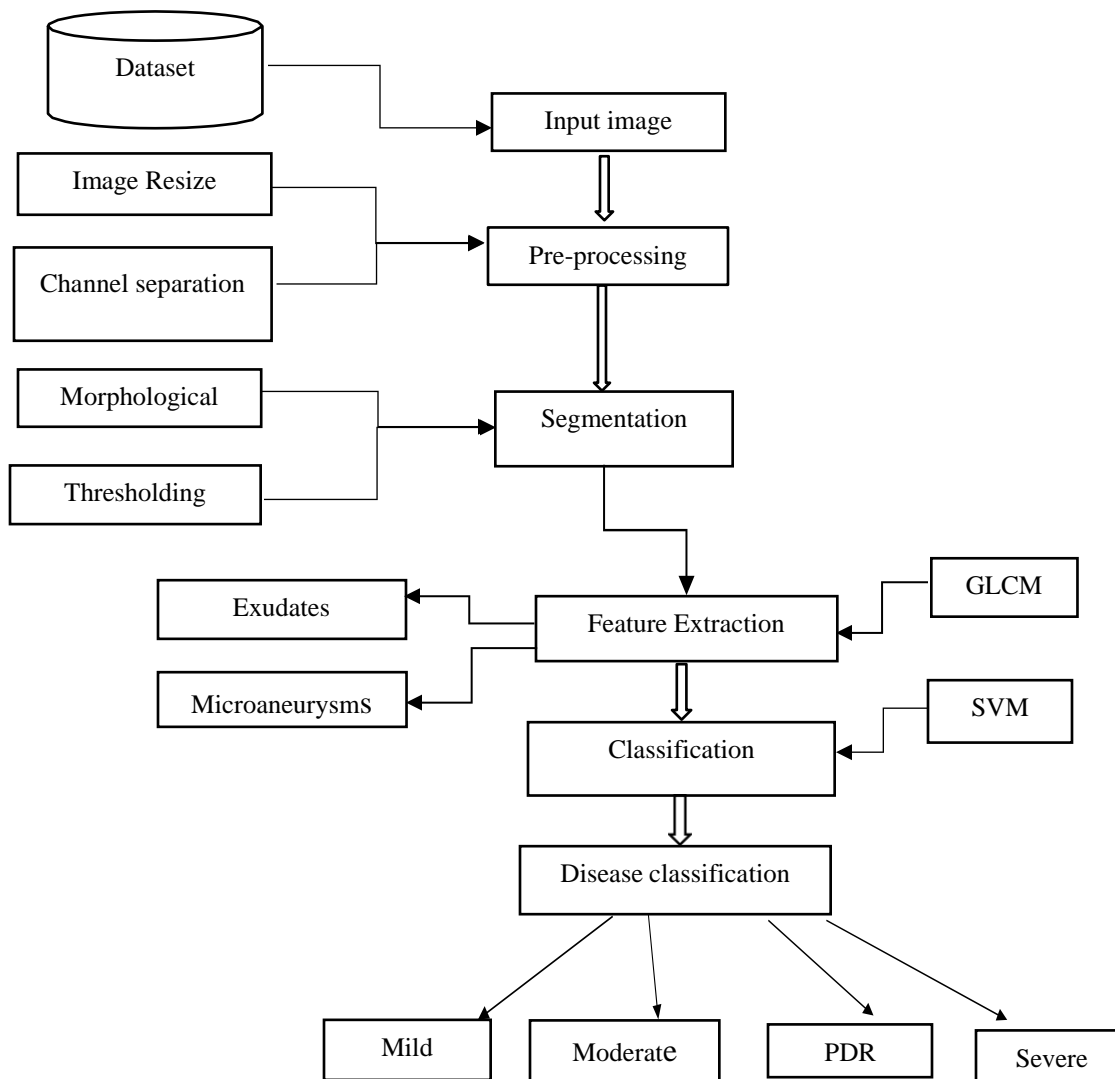 Dataset
Input image
Image Resize
Pre-processing
Channel separation
Morphological
Segmentation
Thresholding
GLCM
Exudates
Feature Extraction
Microaneurysms
SVM
Classification
Disease classification
Mild
Moderate
PDR
Severe